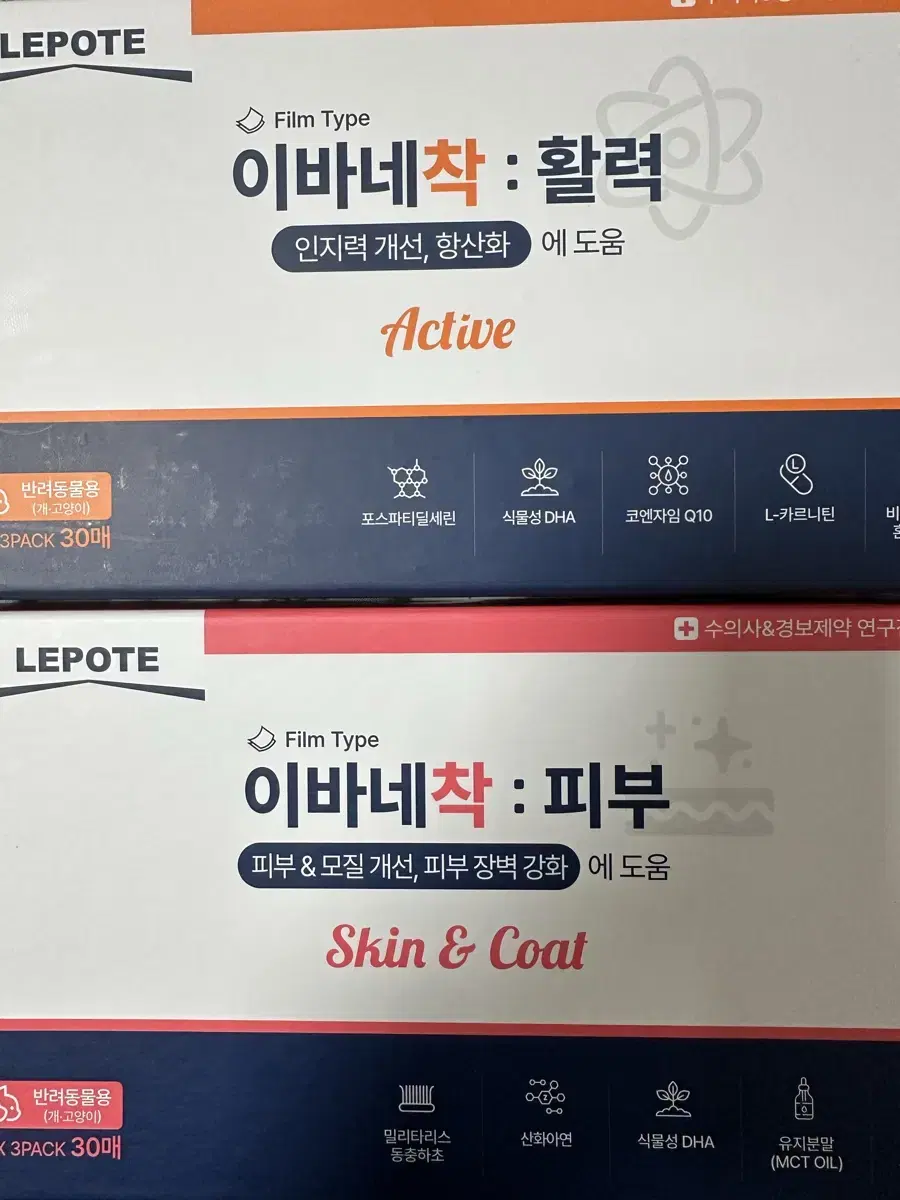 LEPOTE
Film Type
이바네착 : 활력
인지력 개선, 항산화 에 도움
Active
반려동물용
(개·고양이)
3PACK 30매
포스파티딜세린
식물성 DHA
코엔자임 Q10
L
L-카르니틴
LEPOTE
수의사&경보제약
Film Type
이바네착 : 피부
피부 & 모질 개선, 피부 장벽 강화 에 도움
Skin & Coat
반려동물용
(개·고양이)
3PACK 30매
밀리타리스
동충하초
산화아연
식물성 DHA
유지분말
(MCT OIL)